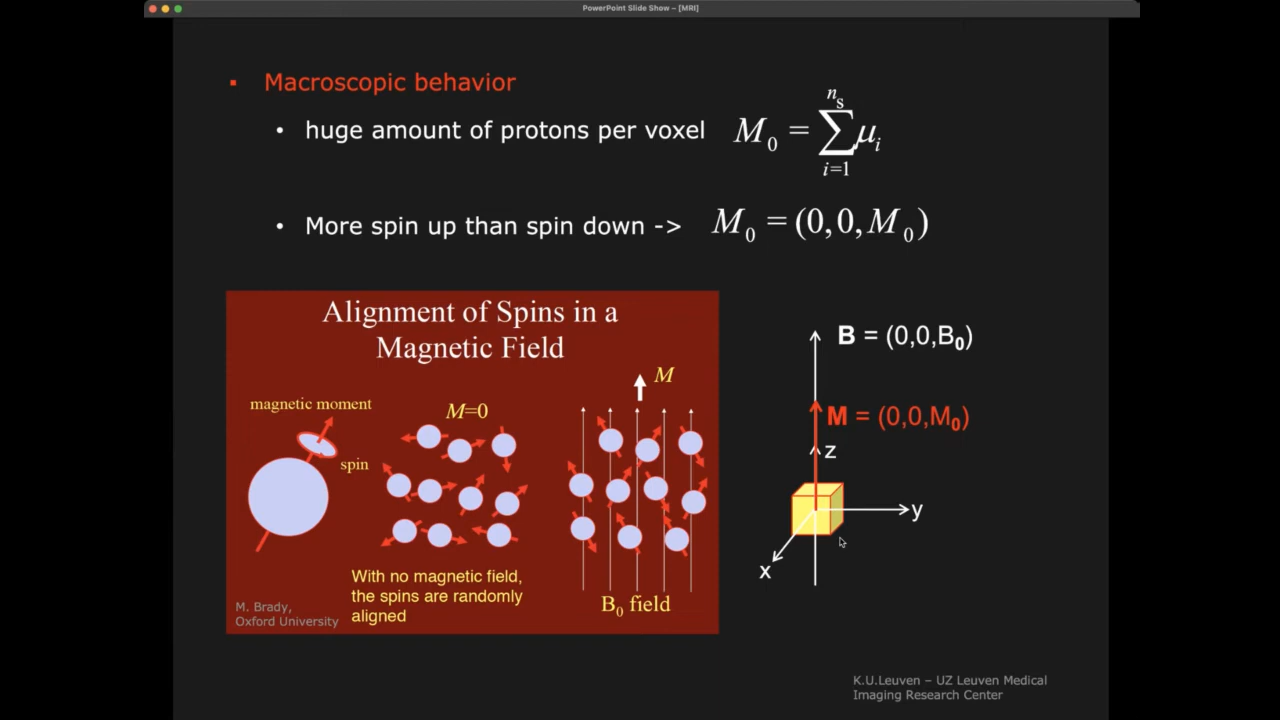 PowerPoint Slide Show – [MRI]
▪ Macroscopic behavior
• huge amount of protons per voxel M₀ = ∑ᵢ₌₁ⁿˢ μᵢ
• More spin up than spin down -> M₀ = (0,0,M₀)
Alignment of Spins in a
Magnetic Field
magnetic moment
spin
M=0
M
With no magnetic field,
the spins are randomly
aligned
B₀ field
M. Brady,
Oxford University
B = (0,0,B₀)
M = (0,0,M₀)
z
y
x
K.U.Leuven – UZ Leuven Medical
Imaging Research Center